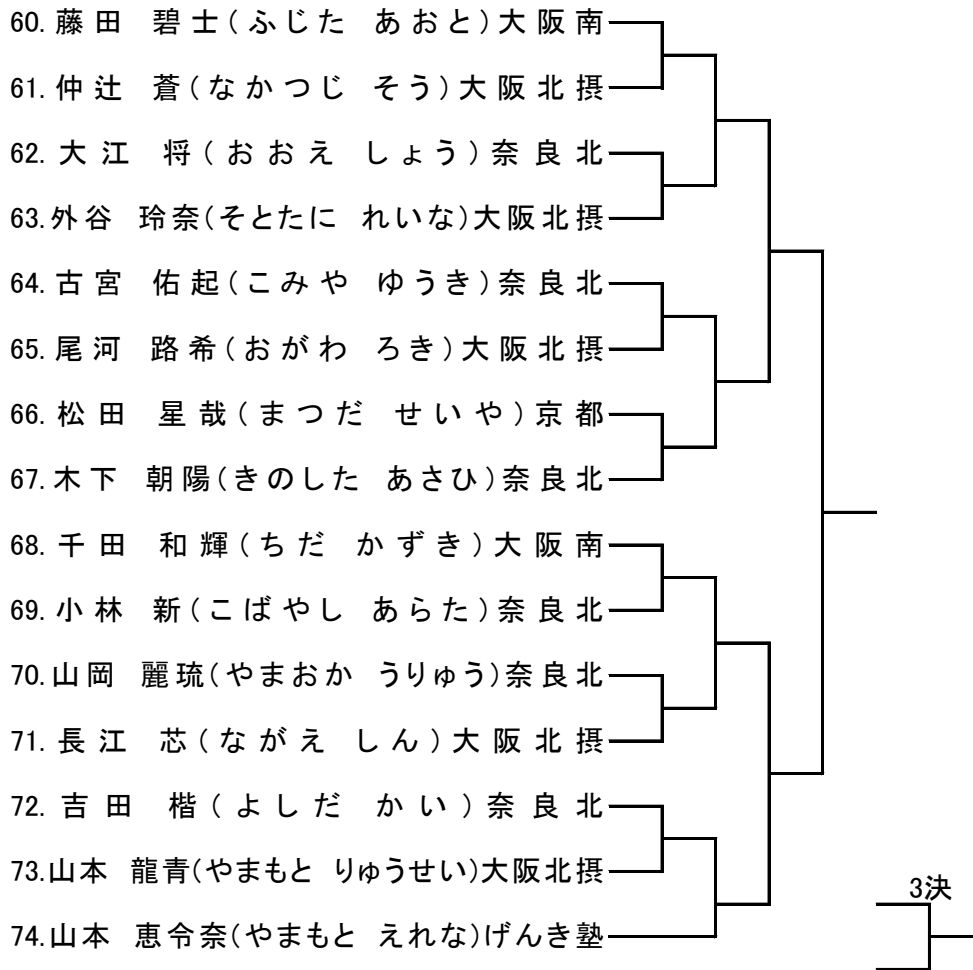 60. 藤田 碧士(ふじた あおと)大阪南
61. 仲辻 蒼(なかつじ そう)大阪北摂
62. 大江 将(おおえ しょう)奈良北
63.外谷 玲奈(そとたに れいな)大阪北摂
64. 古宮 佑起(こみや ゆうき)奈良北
65. 尾河 路希(おがわ ろき)大阪北摂
66. 松田 星哉(まつだ せいや)京都
67. 木下 朝陽(きのした あさひ)奈良北
68. 千田 和輝(ちだ かずき)大阪南
69. 小林 新(こばやし あらた)奈良北
70. 山岡 麗琉(やまおか うりゅう)奈良北
71. 長江 芯(ながえ しん)大阪北摂
72. 吉田 楷(よしだ かい)奈良北
73.山本 龍青(やまもと りゅうせい)大阪北摂
3決
74.山本 恵令奈(やまもと えれな)げんき塾